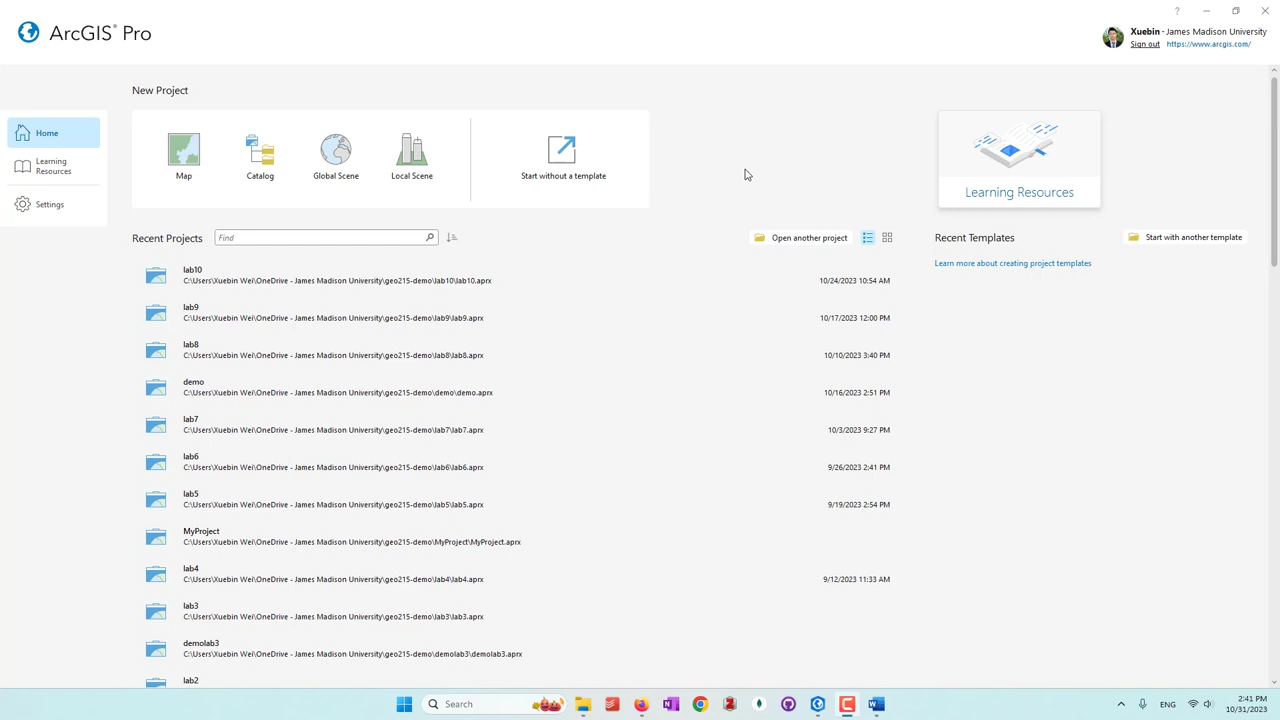 ArcGIS® Pro
?
Xuebin - James Madison University
Sign out https://www.arcgis.com/
New Project
Home
Learning
Resources
Settings
Map
Catalog
Global Scene
Local Scene
Start without a template
Learning Resources
Recent Projects
Find
Open another project
Recent Templates
Start with another template
Learn more about creating project templates
lab10
C:\Users\Xuebin Wei\OneDrive - James Madison University\geo215-demo\lab10\lab10.aprx
10/24/2023 10:54 AM
lab9
C:\Users\Xuebin Wei\OneDrive - James Madison University\geo215-demo\lab9\lab9.aprx
10/17/2023 12:00 PM
lab8
C:\Users\Xuebin Wei\OneDrive - James Madison University\geo215-demo\lab8\lab8.aprx
10/10/2023 3:40 PM
demo
C:\Users\Xuebin Wei\OneDrive - James Madison University\geo215-demo\demo\demo.aprx
10/16/2023 2:51 PM
lab7
C:\Users\Xuebin Wei\OneDrive - James Madison University\geo215-demo\lab7\lab7.aprx
10/3/2023 9:27 PM
lab6
C:\Users\Xuebin Wei\OneDrive - James Madison University\geo215-demo\lab6\lab6.aprx
9/26/2023 2:41 PM
lab5
C:\Users\Xuebin Wei\OneDrive - James Madison University\geo215-demo\lab5\lab5.aprx
9/19/2023 2:54 PM
MyProject
C:\Users\Xuebin Wei\OneDrive - James Madison University\geo215-demo\MyProject\MyProject.aprx
lab4
C:\Users\Xuebin Wei\OneDrive - James Madison University\geo215-demo\lab4\lab4.aprx
9/12/2023 11:33 AM
lab3
C:\Users\Xuebin Wei\OneDrive - James Madison University\geo215-demo\lab3\lab3.aprx
demolab3
C:\Users\Xuebin Wei\OneDrive - James Madison University\geo215-demo\demolab3\demolab3.aprx
lab2
Search
ENG
2:41 PM
10/31/2023